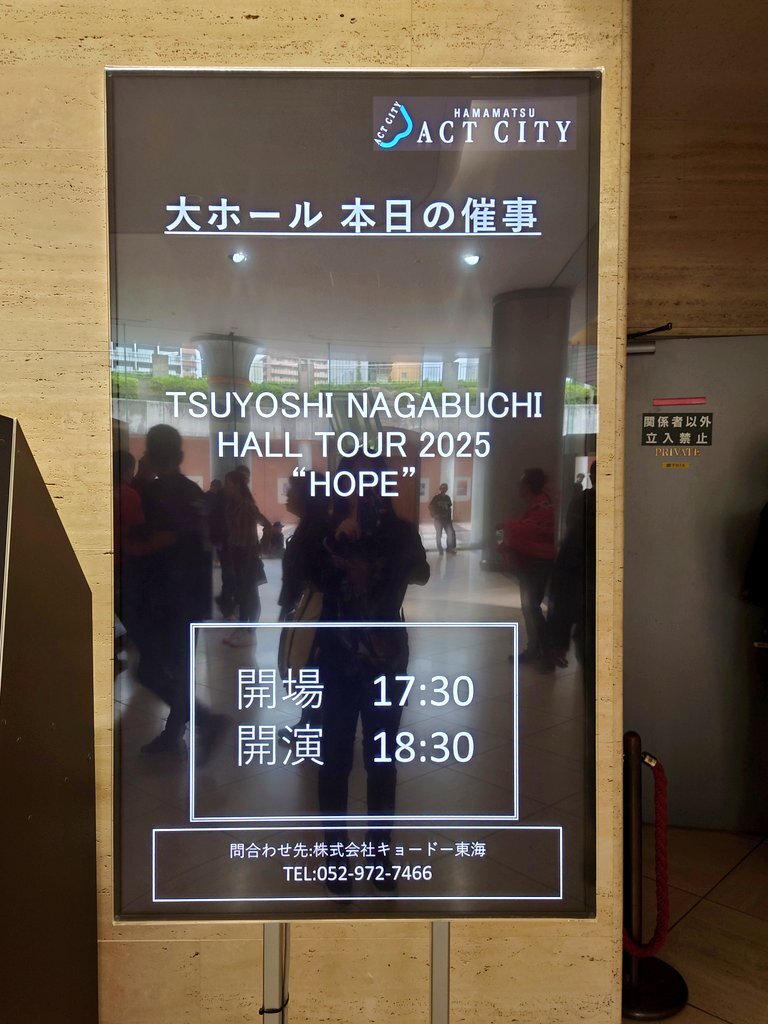 ACT CITY
HAMAMATSU
ACT CITY
大ホール 本日の催事
TSUYOSHI NAGABUCHI
HALL TOUR 2025
“HOPE”
開場 17:30
開演 18:30
問合わせ先:株式会社キョードー東海
TEL:052-972-7466
関係者以外
立入禁止
PRIVATE